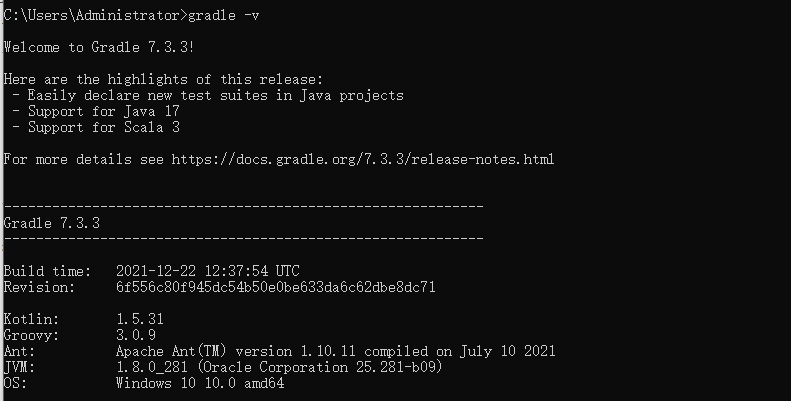 C:\Users\Administrator>gradle -v
Welcome to Gradle 7.3.3!
Here are the highlights of this release:
- Easily declare new test suites in Java projects
- Support for Java 17
- Support for Scala 3
For more details see https://docs.gradle.org/7.3.3/release-notes.html
------------------------------------------------------------
Gradle 7.3.3
------------------------------------------------------------
Build time:   2021-12-22 12:37:54 UTC
Revision:     6f556c80f945dc54b50e0be633da6c62dbe8dc71
Kotlin:       1.5.31
Groovy:       3.0.9
Ant:          Apache Ant(TM) version 1.10.11 compiled on July 10 2021
JVM:          1.8.0_281 (Oracle Corporation 25.281-b09)
OS:           Windows 10 10.0 amd64